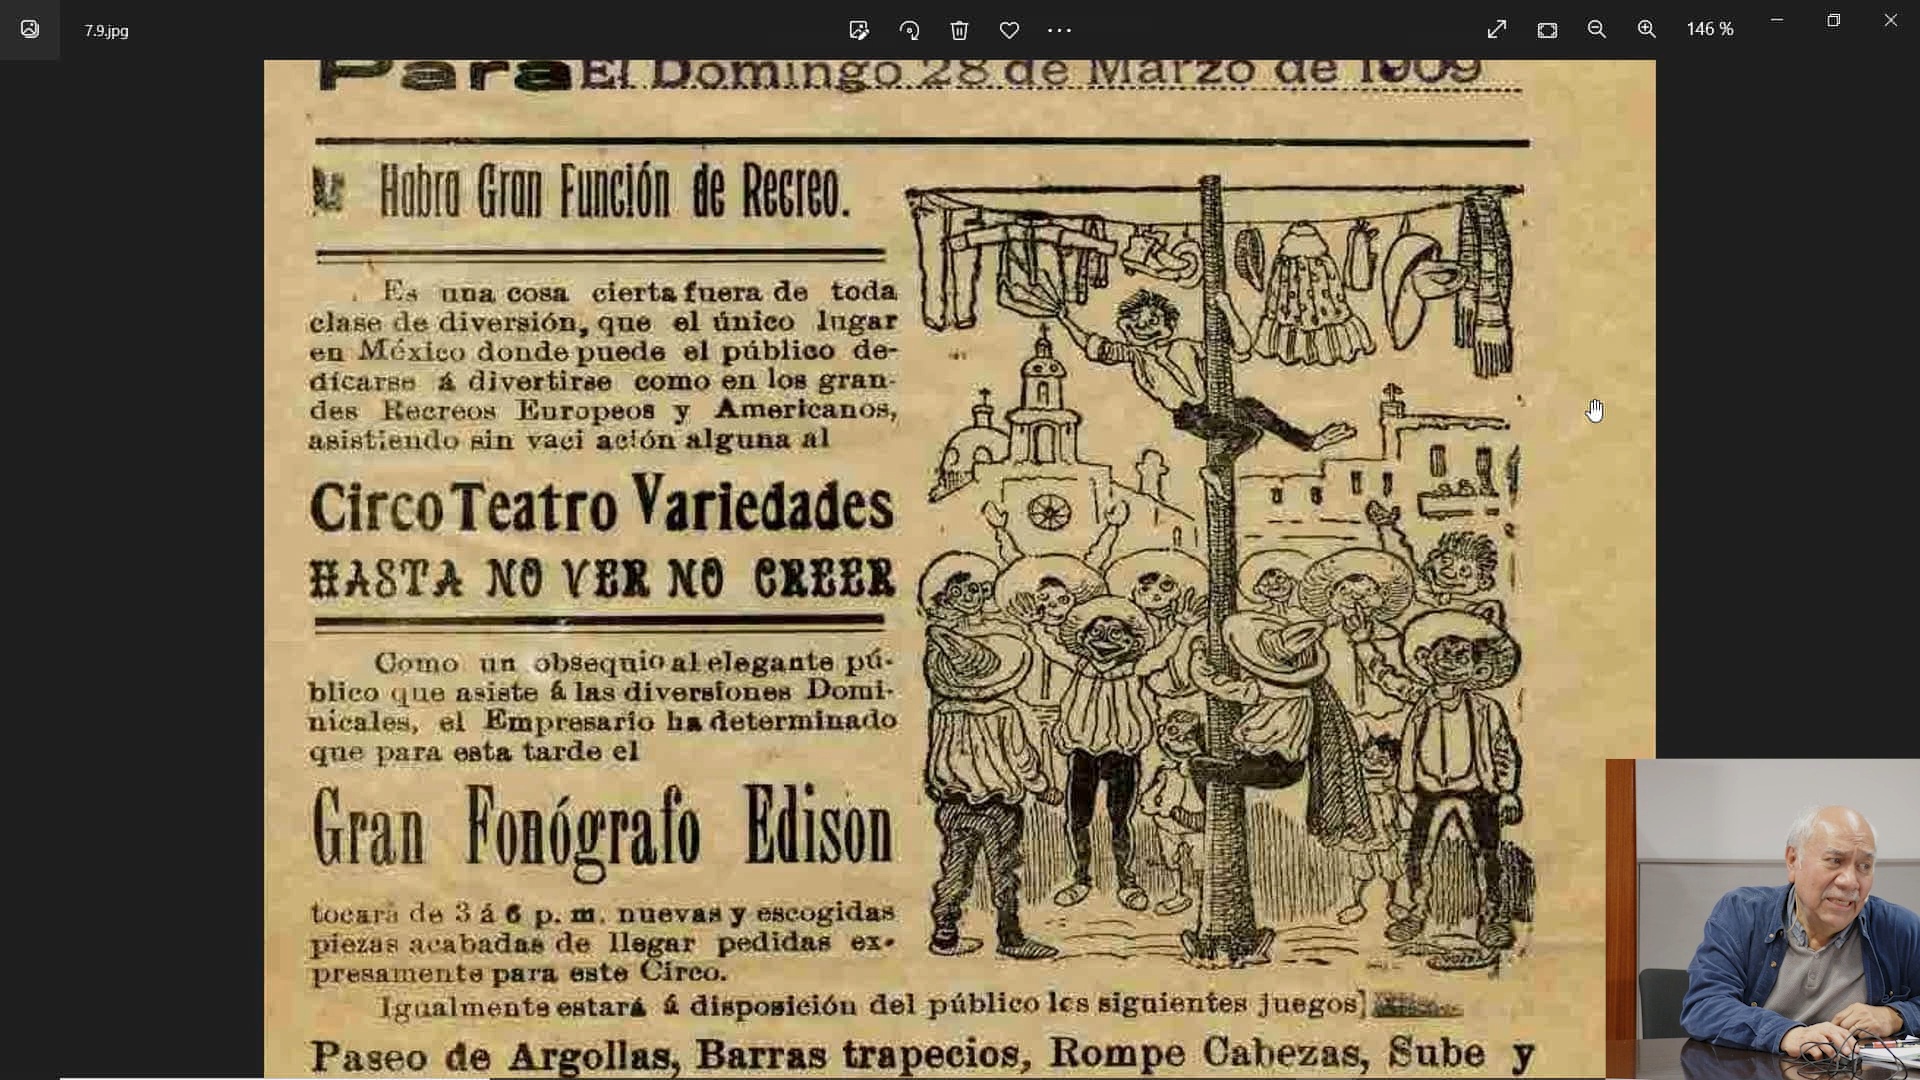 7.9.jpg
146 %
Para El Domingo 28 de Marzo de 1909
Habra Gran Función de Recreo.
Es una cosa cierta fuera de toda
clase de diversión, que el único lugar
en México donde puede el público de-
dicarse á divertirse como en los gran-
des Recreos Europeos y Americanos,
asistiendo sin vaci ación alguna al
Circo Teatro Variedades
HASTA NO VER NO CREER
Como un obsequio al elegante pú-
blico que asiste á las diversiones Domi-
nicales, el Empresario ha determinado
que para esta tarde el
Gran Fonógrafo Edison
tocará de 3 á 6 p. m. nuevas y escogidas
piezas acabadas de llegar pedidas ex-
presamente para este Circo.
Igualmente estará á disposición del público lcs siguientes juegos]
Paseo de Argollas, Barras trapecios, Rompe Cabezas, Sube y